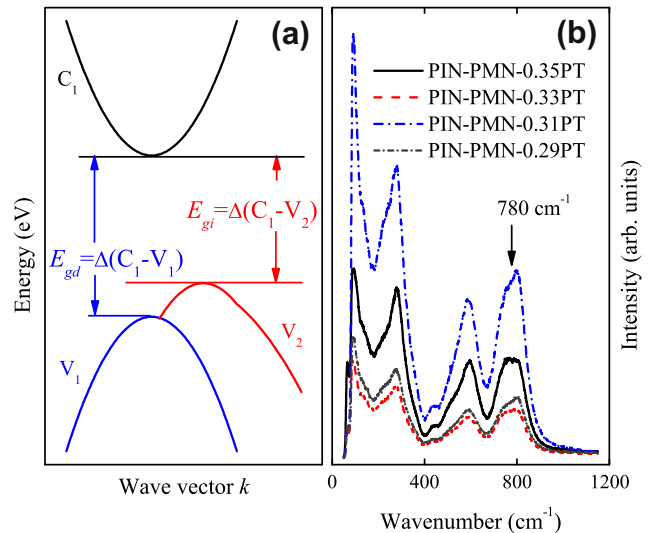 (a)
C₁
E_gi=Δ(C₁-V₂)
E_gd=Δ(C₁-V₁)
V₁
V₂
Energy (eV)
Wave vector k
(b)
PIN-PMN-0.35PT
PIN-PMN-0.33PT
PIN-PMN-0.31PT
PIN-PMN-0.29PT
780 cm⁻¹
Intensity (arb. units)
0 400 800 1200
Wavenumber (cm⁻¹)